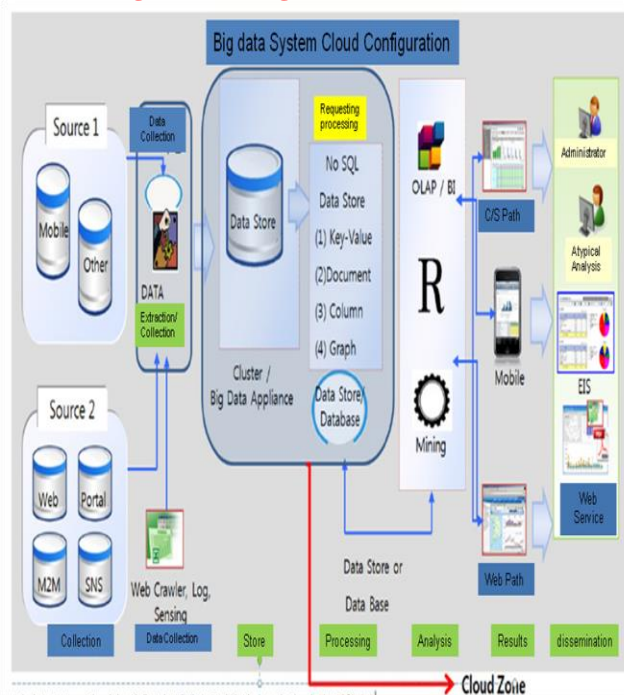 Big data System Cloud Configuration
Source 1
Mobile
Other
Data
Collection
DATA
Extraction/
Collection
Source 2
Web
Portal
M2M
SNS
Web Crawler, Log,
Sensing
Data Store
Cluster /
Big Data Appliance
Requesting
processing
No SQL
Data Store
(1) Key-Value
(2)Document
(3) Column
(4) Graph
Data Store/
Database
Data Store or
Data Base
OLAP / BI
R
Mining
C/S Path
Mobile
Web Path
Administrator
Atypical
Analysis
EIS
Web
Service
Collection
Data Collection
Store
Processing
Analysis
Results
dissemination
Cloud Zone